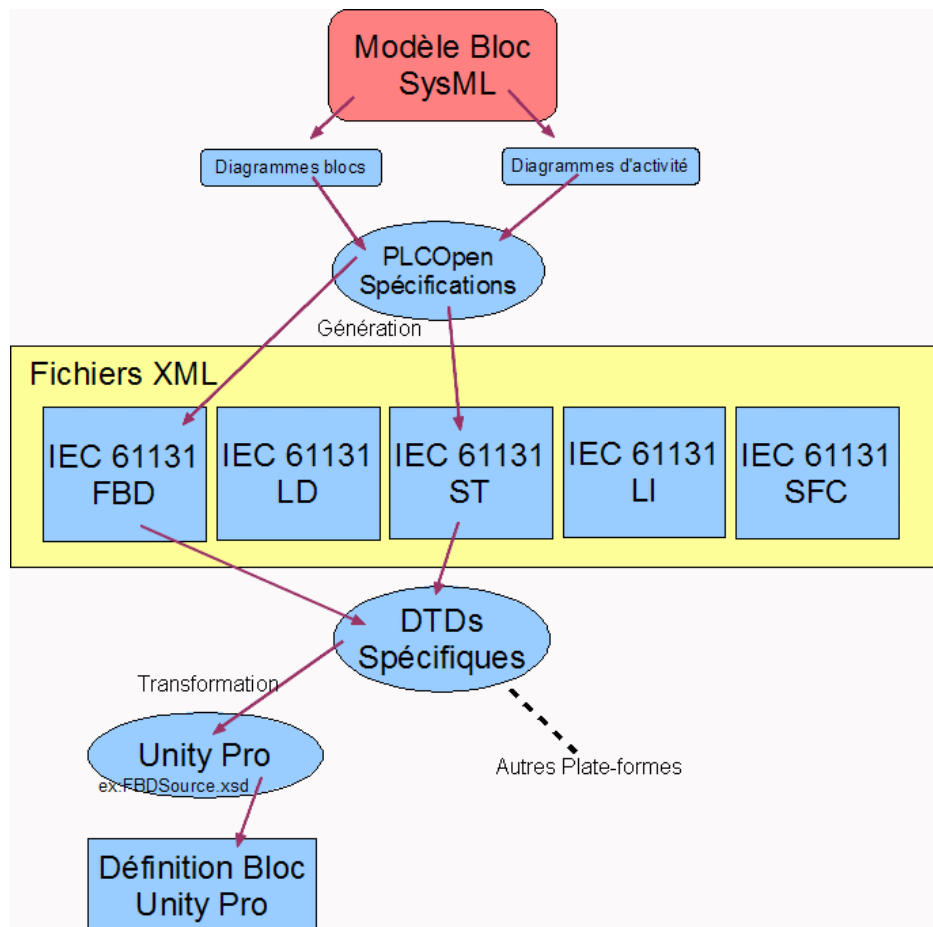 Modèle Bloc
SysML
Diagrammes blocs
Diagrammes d'activité
PLCOpen
Spécifications
Génération
Fichiers XML
IEC 61131
FBD
IEC 61131
LD
IEC 61131
ST
IEC 61131
LI
IEC 61131
SFC
DTDs
Spécifiques
Transformation
Unity Pro
ex:FBDSource.xsd
Autres Plate-formes
Définition Bloc
Unity Pro